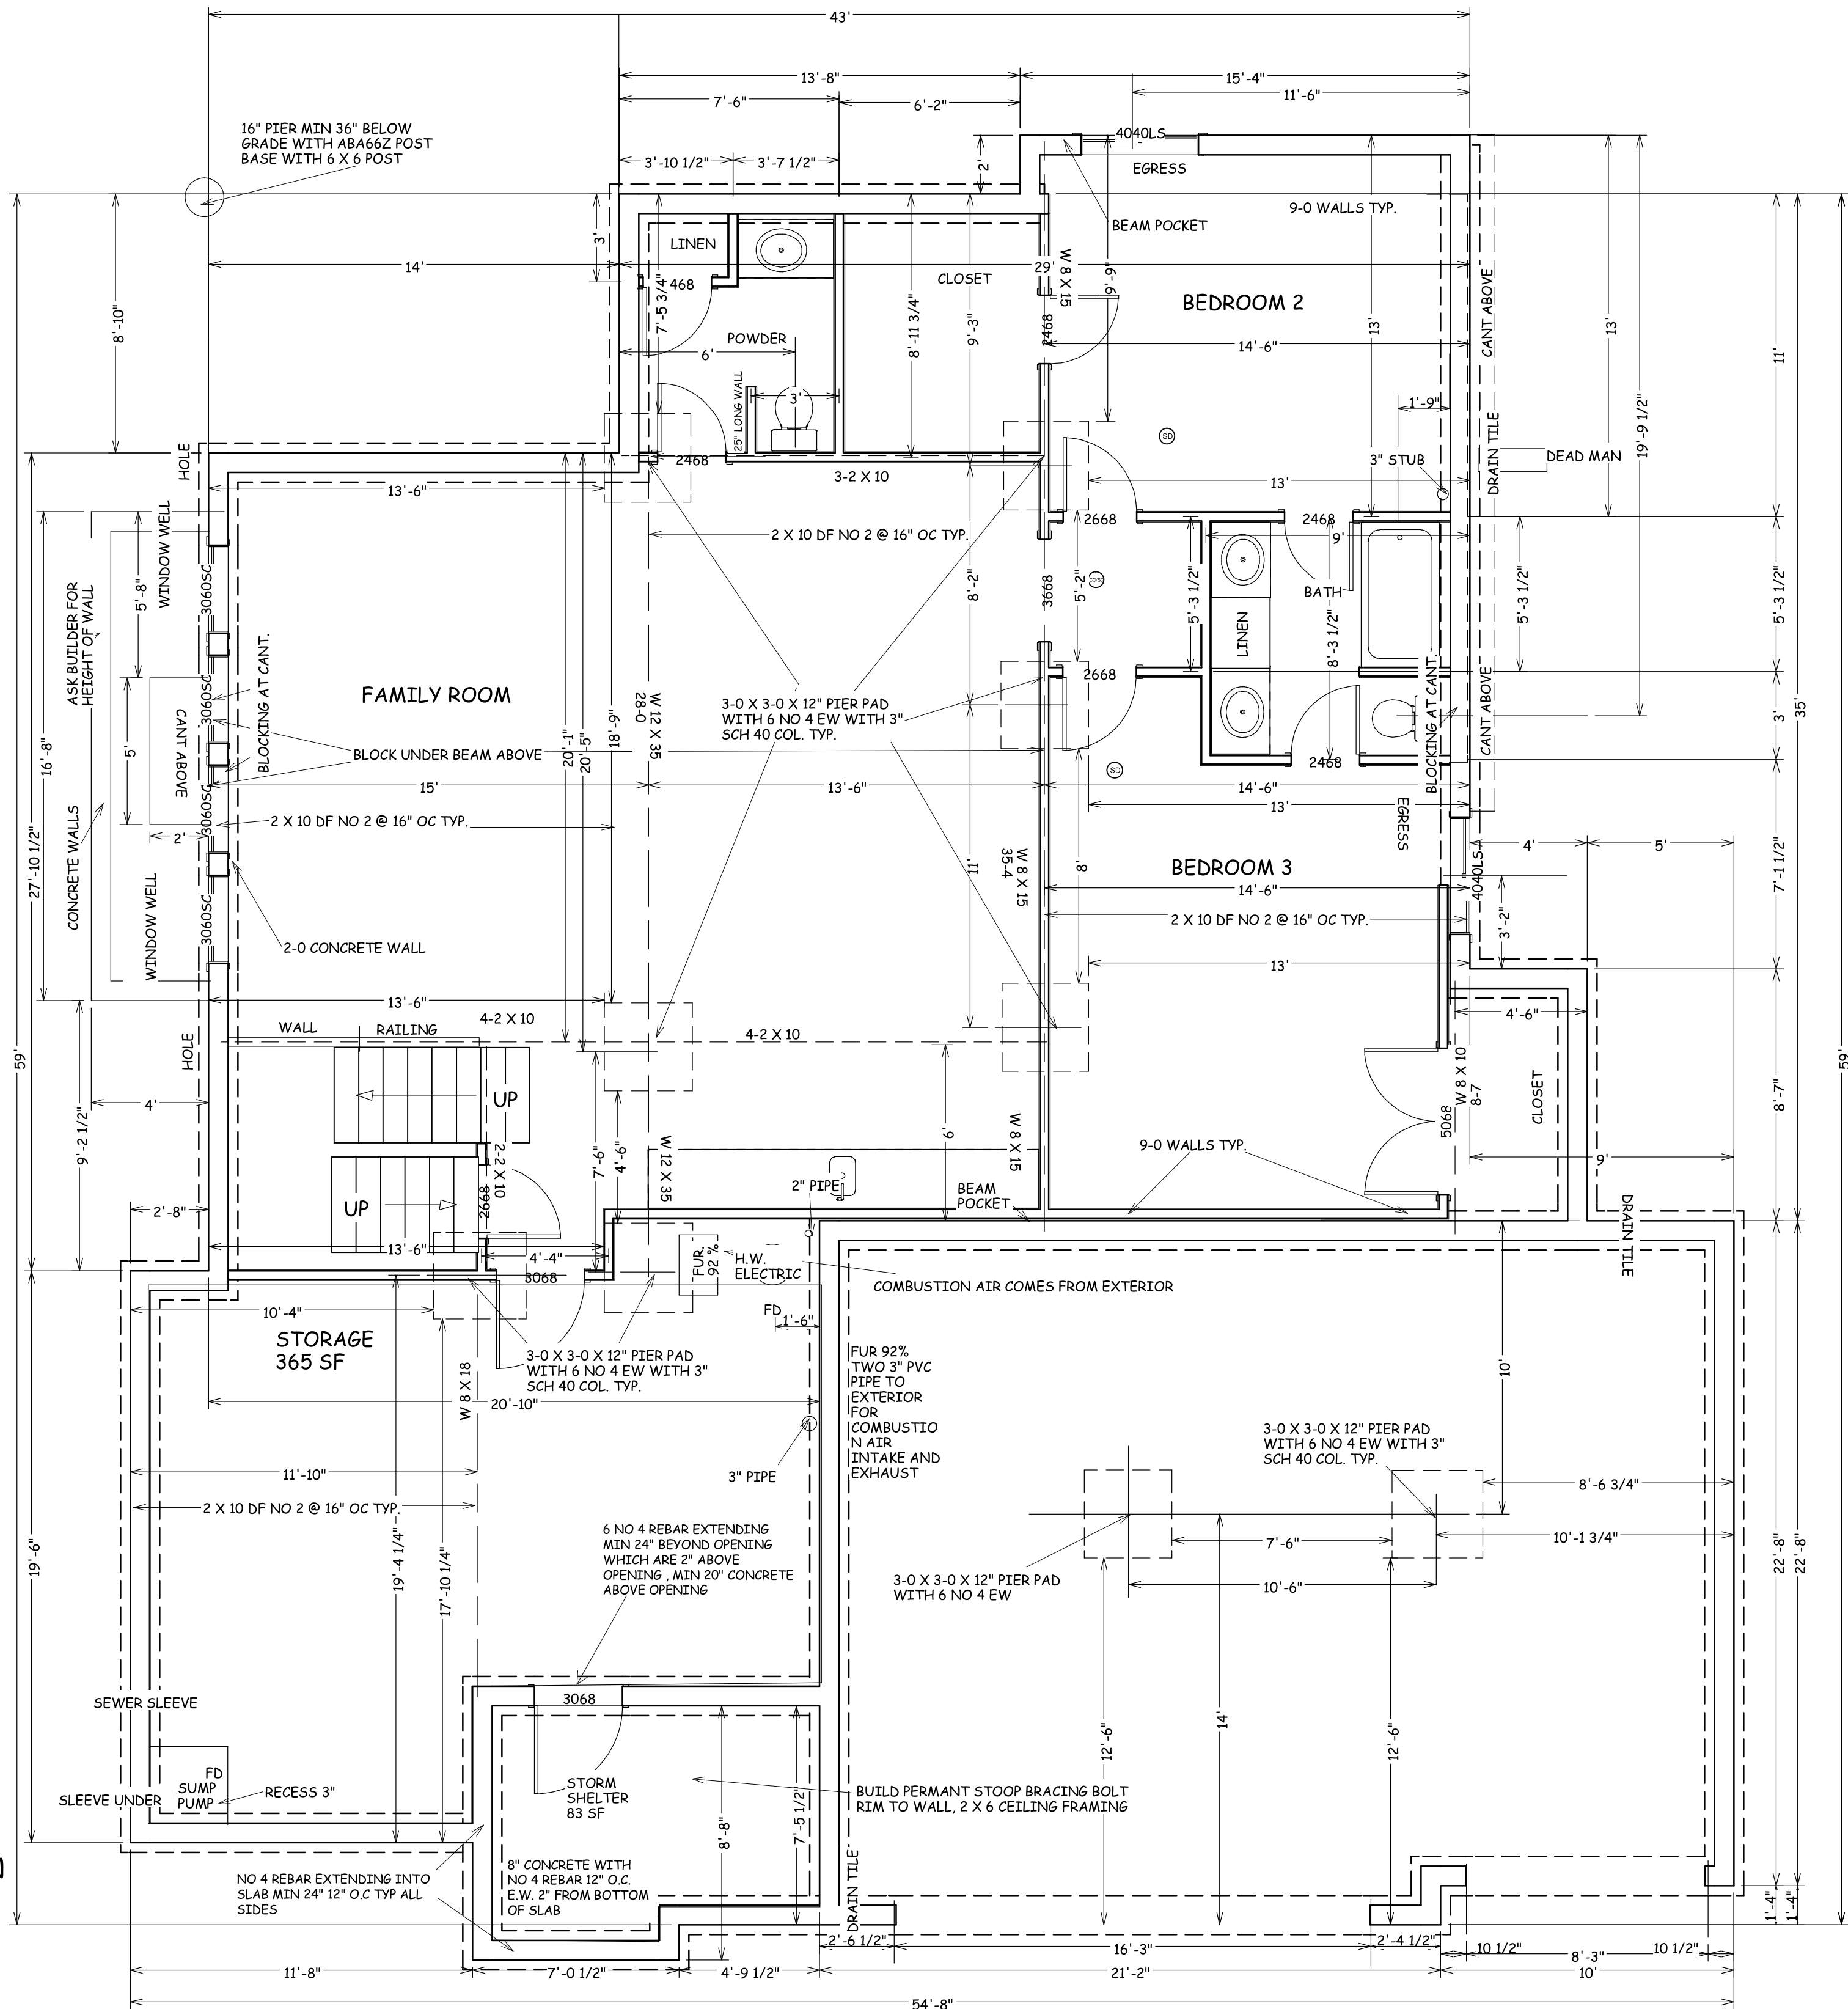 43'
13'-8"
15'-4"
7'-6"
6'-2"
11'-6"
16" PIER MIN 36" BELOW
GRADE WITH ABA66Z POST
BASE WITH 6 X 6 POST
3'-10 1/2"
3'-7 1/2"
2'
4040LS
EGRESS
9-0 WALLS TYP.
BEAM POCKET
3'
LINEN
14'
29'
CLOSET
468
W 8 X 15
9'-9"
CANT ABOVE
BEDROOM 2
7'-5 3/4"
8'-11 3/4"
9'-3"
8'-10"
13'
13'
11'
2468
POWDER
6'
14'-6"
3'
25" LONG WALL
1'-9"
19'-9 1/2"
SD
HOLE
2468
3-2 X 10
3" STUB
DRAIN TILE
DEAD MAN
13'-6"
13'
WINDOW WELL
2 X 10 DF NO 2 @ 16" OC TYP.
2668
2468
9'
ASK BUILDER FOR
HEIGHT OF WALL
5'-8"
3060SC
8'-2"
3668
5'-2"
CO/SD
5'-3 1/2"
BATH
5'-3 1/2"
5'-3 1/2"
LINEN
8'-3 1/2"
BLOCKING AT CANT.
16'-8"
FAMILY ROOM
3060SC
W 12 X 35
28-0
2668
3-0 X 3-0 X 12" PIER PAD
WITH 6 NO 4 EW WITH 3"
SCH 40 COL. TYP.
CANT ABOVE
BLOCKING AT CANT.
CANT ABOVE
3'
35'
5'
BLOCK UNDER BEAM ABOVE
20'-1"
20'-5"
18'-9"
SD
2468
15'
13'-6"
14'-6"
13'
CONCRETE WALLS
2'
3060SC
2 X 10 DF NO 2 @ 16" OC TYP.
EGRESS
4'
5'
27'-10 1/2"
W 8 X 15
35-4
11'
8'
BEDROOM 3
4040LS
7'-1 1/2"
14'-6"
WINDOW WELL
3060SC
2-0 CONCRETE WALL
2 X 10 DF NO 2 @ 16" OC TYP.
3'-2"
13'
13'-6"
4-2 X 10
4'-6"
WALL
RAILING
4-2 X 10
59'
HOLE
59'
UP
4'
W 8 X 10
8-7
5068
CLOSET
8'-7"
9'-2 1/2"
2-2 X 10
7'-6"
4'-6"
W 12 X 35
9'
W 8 X 15
9-0 WALLS TYP.
9'
2" PIPE
BEAM
POCKET
UP
2668
2'-8"
13'-6"
4'-4"
3068
FUR.
92 %
H.W.
ELECTRIC
DRAIN TILE
COMBUSTION AIR COMES FROM EXTERIOR
10'-4"
FD
1'-6"
STORAGE
365 SF
3-0 X 3-0 X 12" PIER PAD
WITH 6 NO 4 EW WITH 3"
SCH 40 COL. TYP.
FUR 92%
TWO 3" PVC
PIPE TO
EXTERIOR
FOR
COMBUSTIO
N AIR
INTAKE AND
EXHAUST
W 8 X 18
20'-10"
10'
3-0 X 3-0 X 12" PIER PAD
WITH 6 NO 4 EW WITH 3"
SCH 40 COL. TYP.
11'-10"
3" PIPE
8'-6 3/4"
2 X 10 DF NO 2 @ 16" OC TYP.
6 NO 4 REBAR EXTENDING
MIN 24" BEYOND OPENING
WHICH ARE 2" ABOVE
OPENING , MIN 20" CONCRETE
ABOVE OPENING
7'-6"
10'-1 3/4"
19'-6"
19'-4 1/4"
17'-10 1/4"
3-0 X 3-0 X 12" PIER PAD
WITH 6 NO 4 EW
10'-6"
22'-8"
22'-8"
SEWER SLEEVE
3068
12'-6"
14'
12'-6"
FD
SUMP
PUMP
RECESS 3"
SLEEVE UNDER
STORM
SHELTER
83 SF
BUILD PERMANT STOOP BRACING BOLT
RIM TO WALL, 2 X 6 CEILING FRAMING
8'-8"
7'-5 1/2"
NO 4 REBAR EXTENDING INTO
SLAB MIN 24" 12" O.C TYP ALL
SIDES
8" CONCRETE WITH
NO 4 REBAR 12" O.C.
E.W. 2" FROM BOTTOM
OF SLAB
DRAIN TILE
1'-4"
1'-4"
2'-6 1/2"
16'-3"
2'-4 1/2"
10 1/2"
8'-3"
10 1/2"
11'-8"
7'-0 1/2"
4'-9 1/2"
21'-2"
10'
54'-8"